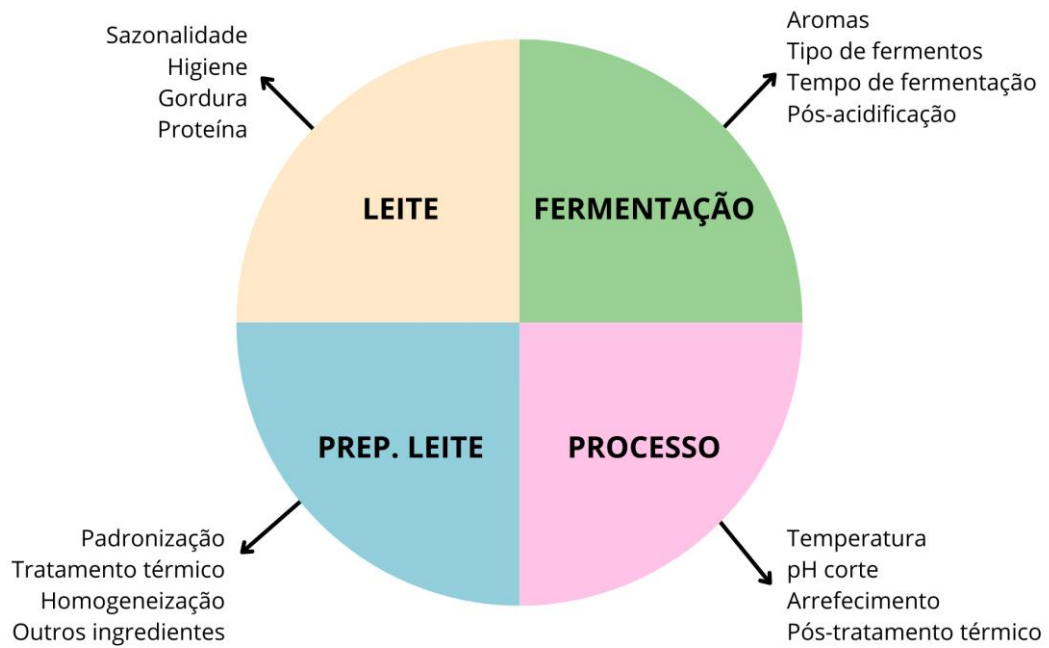 Sazonalidade
Higiene
Gordura
Proteína
Aromas
Tipo de fermentos
Tempo de fermentação
Pós-acidificação
LEITE
FERMENTAÇÃO
PREP. LEITE
PROCESSO
Padronização
Tratamento térmico
Homogeneização
Outros ingredientes
Temperatura
pH corte
Arrefecimento
Pós-tratamento térmico